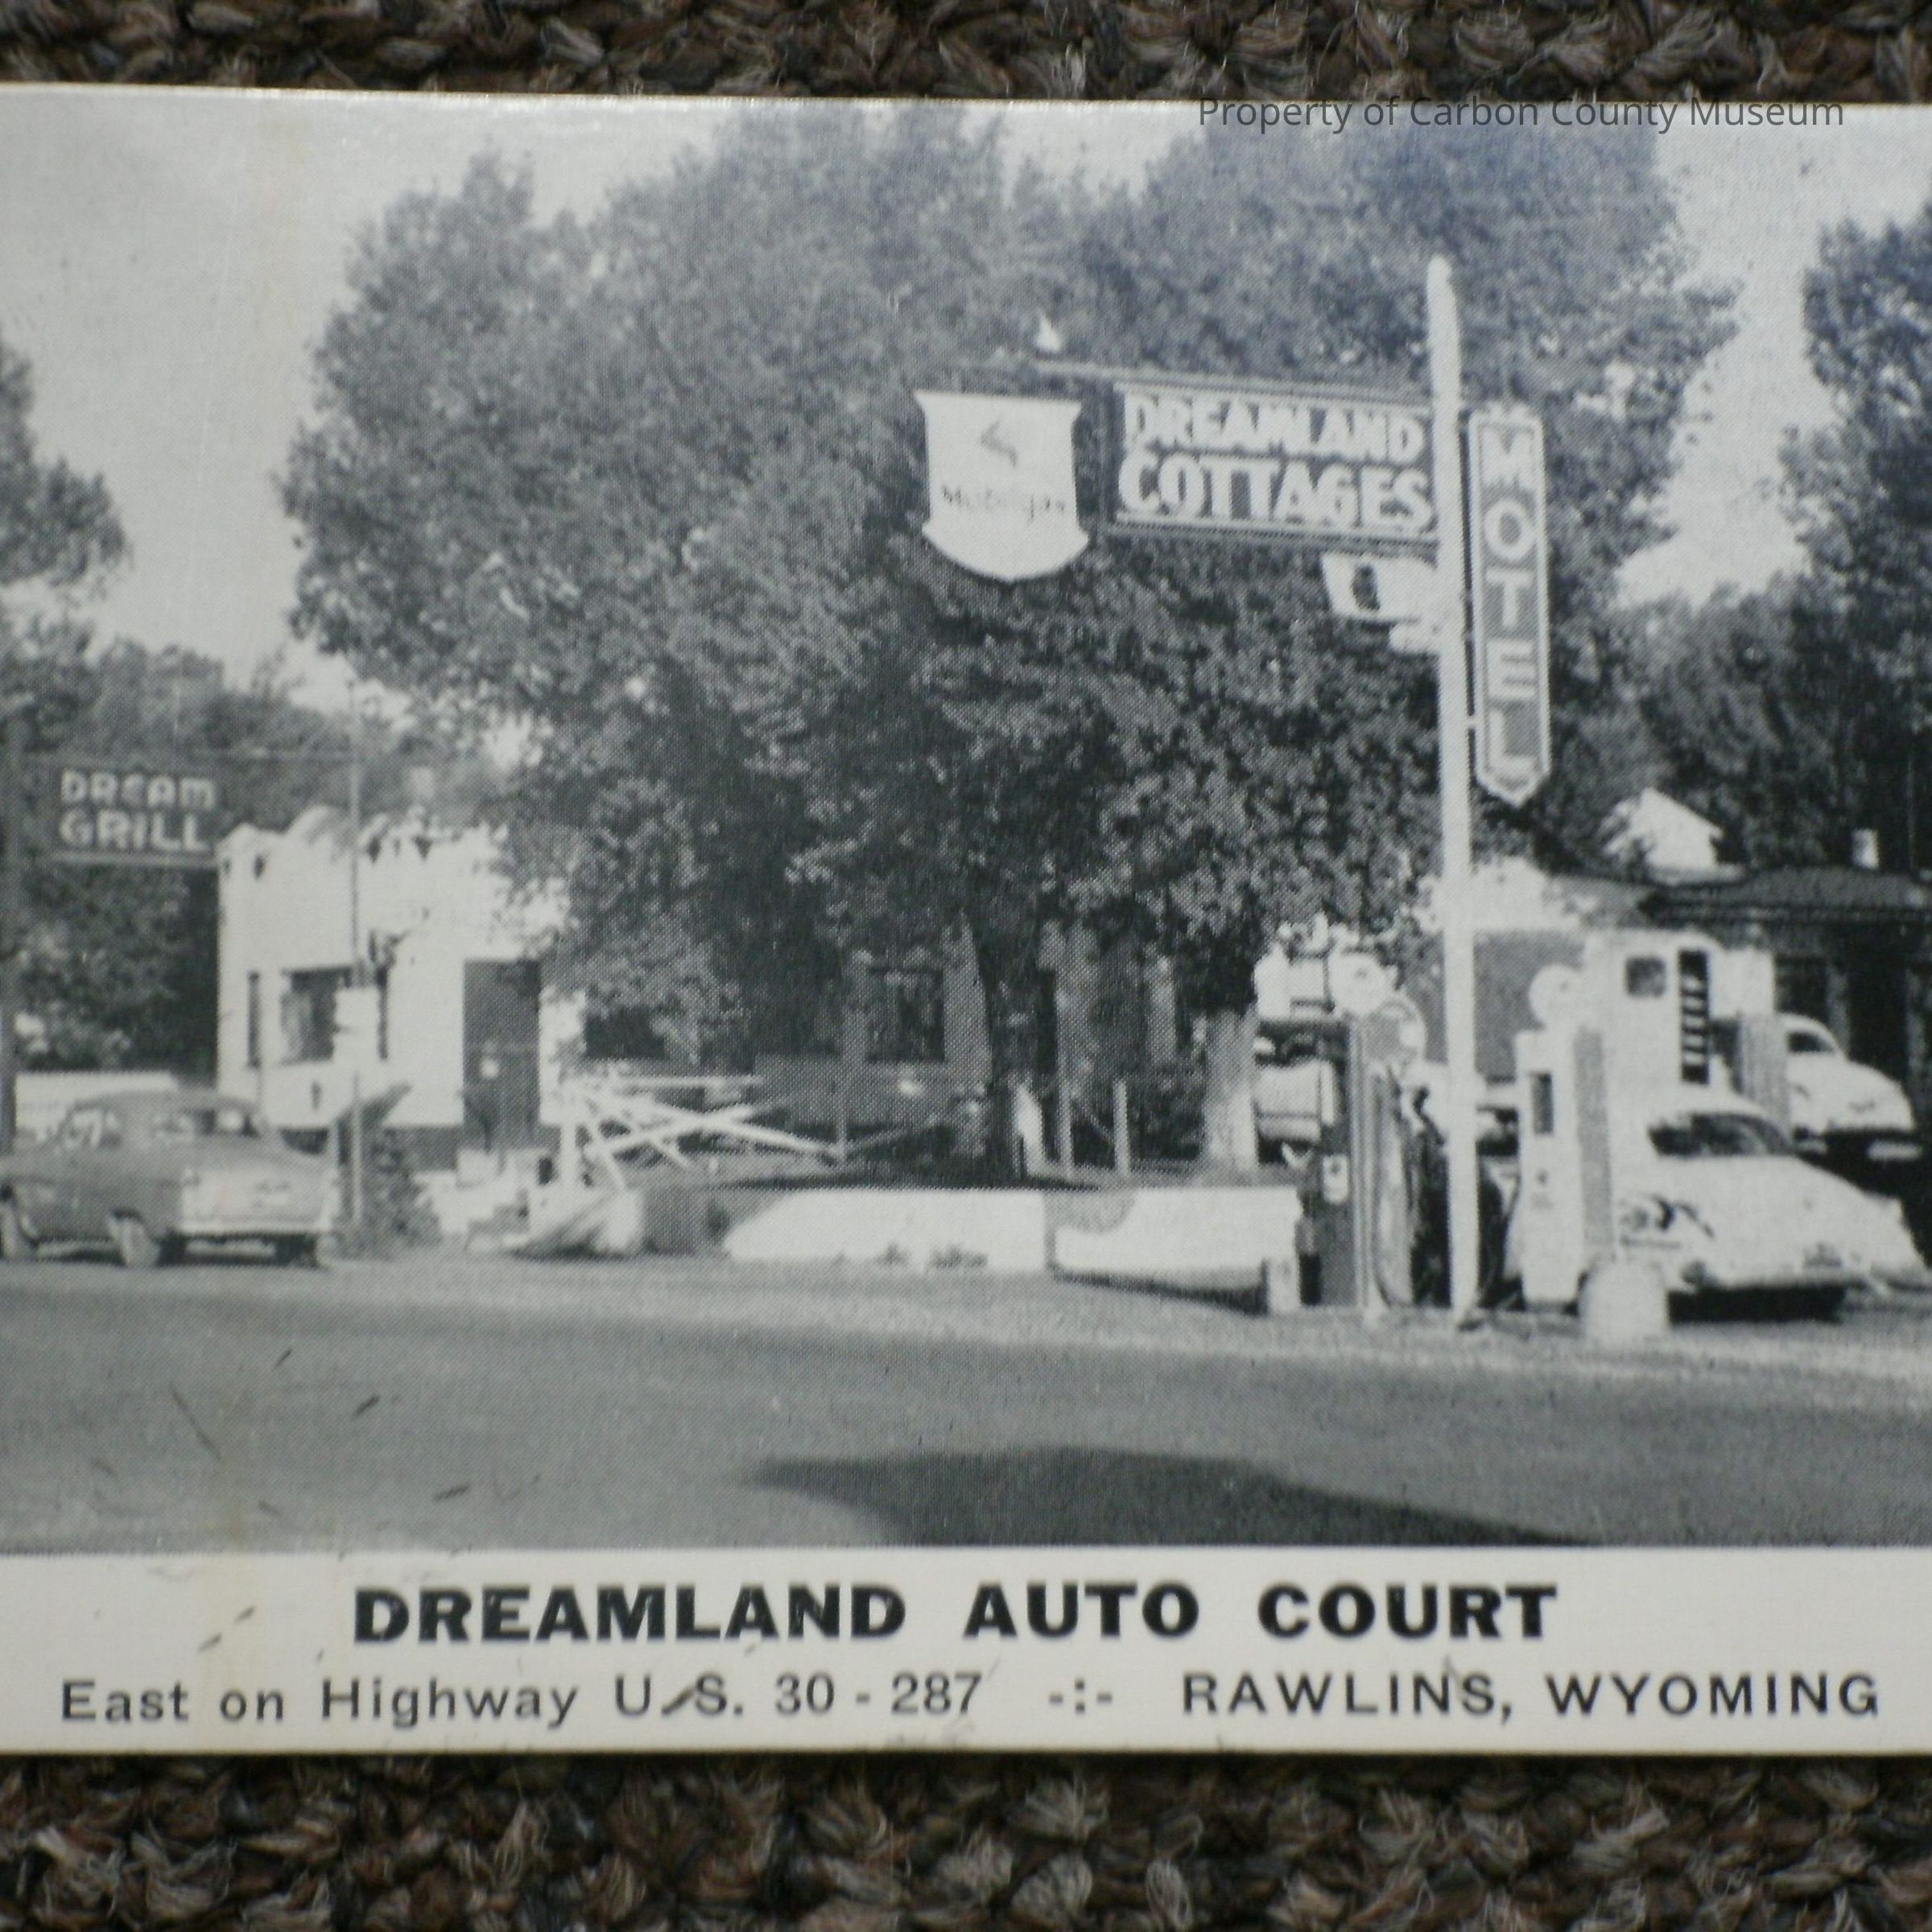 Property of Carbon County Museum
DREAMLAND
COTTAGES
Mobilgas
MOTEL
DREAM
GRILL
DREAMLAND AUTO COURT
East on Highway U.S. 30 - 287 -:- RAWLINS, WYOMING